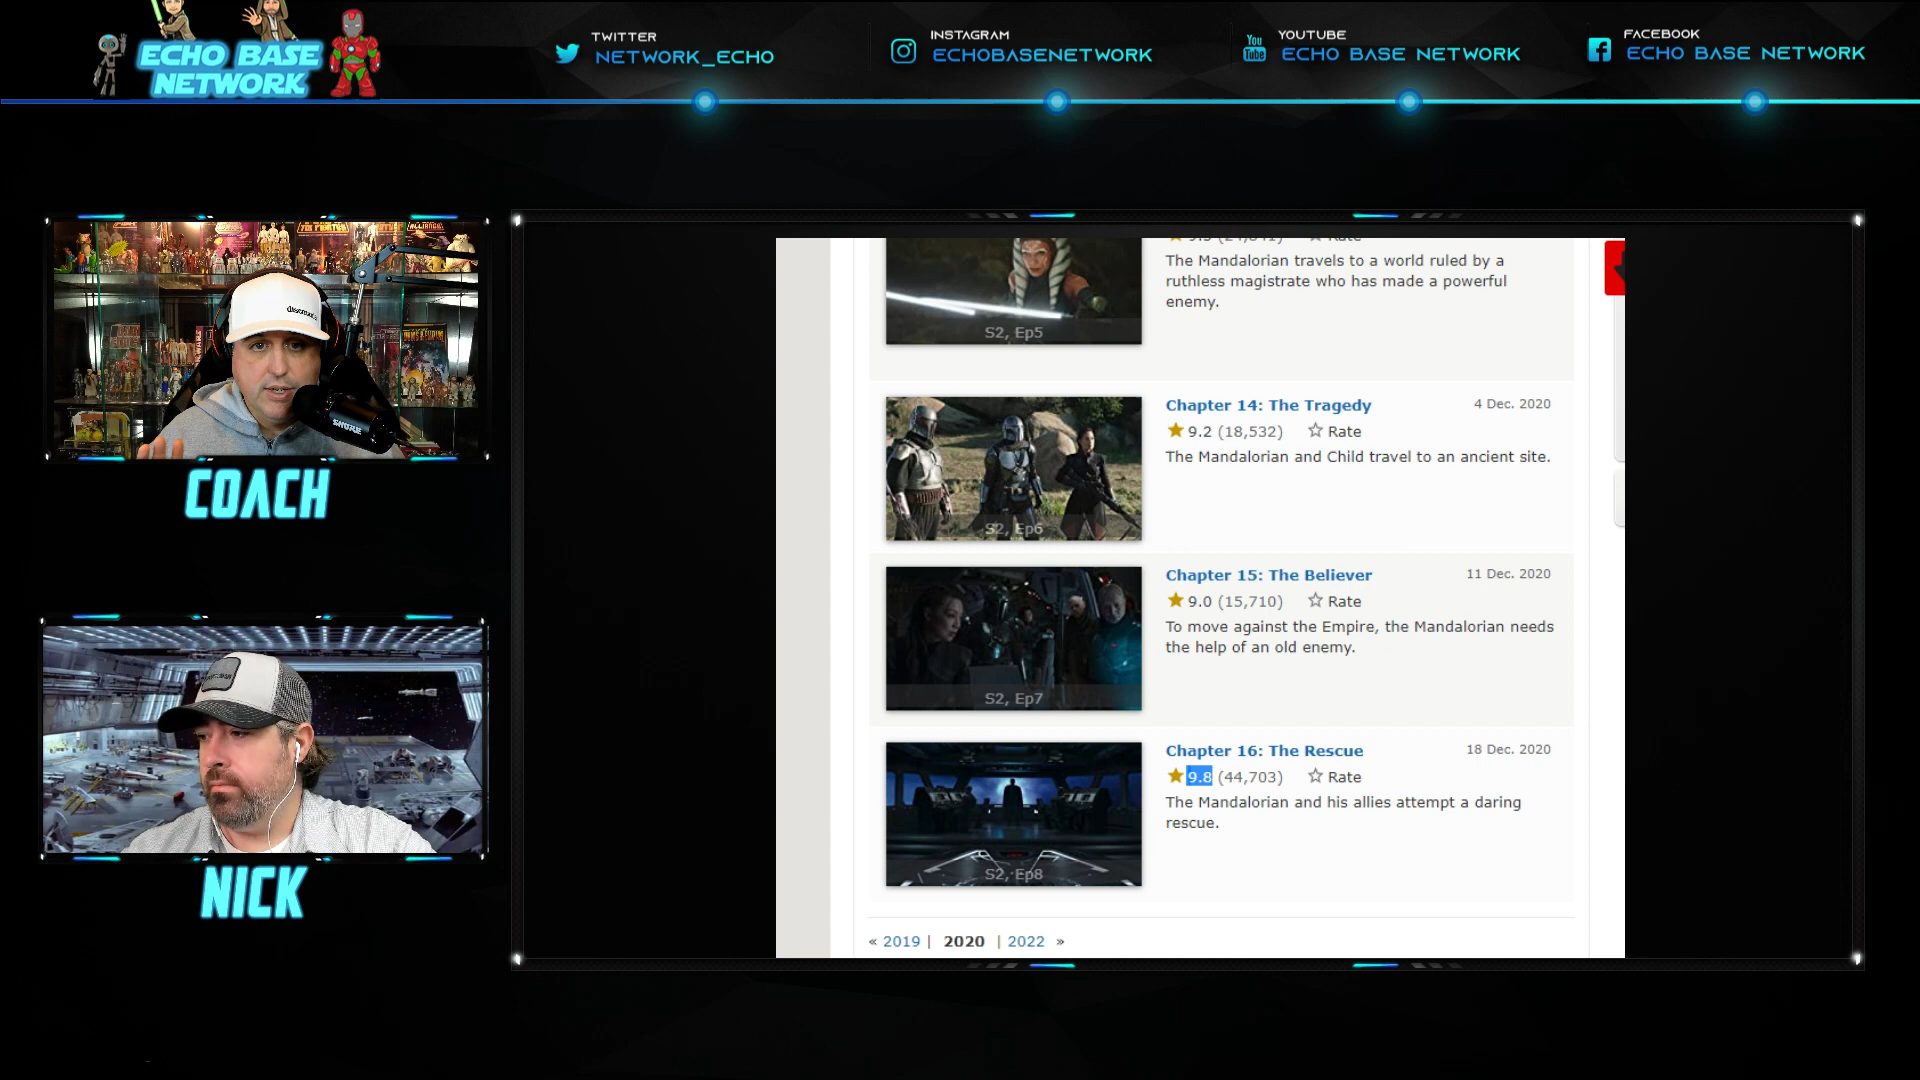 ECHO BASE
NETWORK
TWITTER
NETWORK_ECHO
INSTAGRAM
ECHOBASENETWORK
You
Tube
YOUTUBE
ECHO BASE NETWORK
FACEBOOK
ECHO BASE NETWORK
SHURE
COACH
NICK
Rate
The Mandalorian travels to a world ruled by a
ruthless magistrate who has made a powerful
enemy.
S2, Ep5
Chapter 14: The Tragedy
4 Dec. 2020
9.2 (18,532) Rate
The Mandalorian and Child travel to an ancient site.
S2, Ep6
Chapter 15: The Believer
11 Dec. 2020
9.0 (15,710) Rate
To move against the Empire, the Mandalorian needs
the help of an old enemy.
S2, Ep7
Chapter 16: The Rescue
18 Dec. 2020
9.8 (44,703) Rate
The Mandalorian and his allies attempt a daring
rescue.
S2, Ep8
« 2019 | 2020 | 2022 »